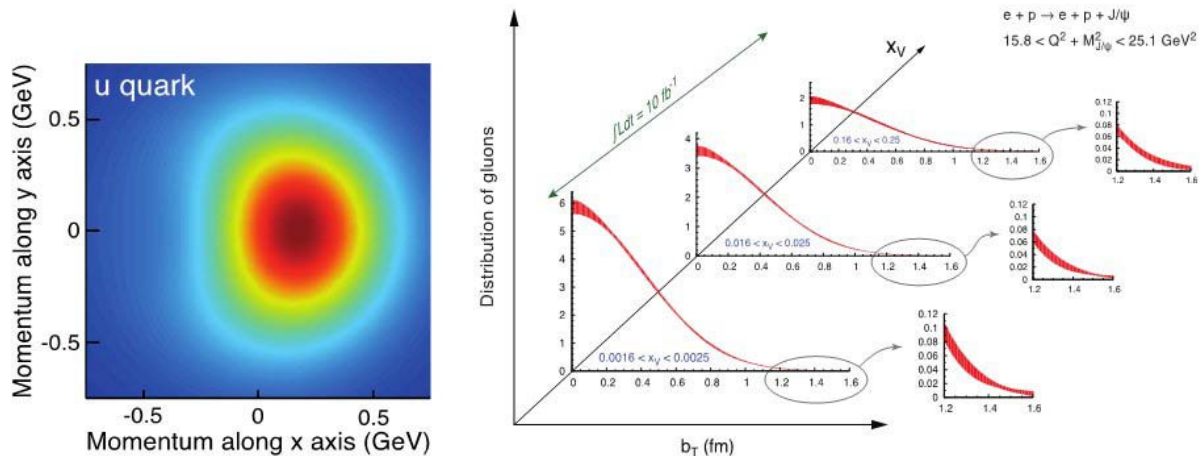 u quark
Momentum along y axis (GeV)
0.5
0
-0.5
-0.5 0 0.5
Momentum along x axis (GeV)
e + p → e + p + J/ψ
15.8 < Q² + M²_J/ψ < 25.1 GeV²
Distribution of gluons
∫Ldt = 10 fb⁻¹
x_V
2
1
0
0.16 < x_V < 0.25
0 0.2 0.4 0.6 0.8 1 1.2 1.4 1.6
0.12
0.1
0.08
0.06
0.04
0.02
0
1.2 1.4 1.6
4
3
2
1
0
0.016 < x_V < 0.025
0 0.2 0.4 0.6 0.8 1 1.2 1.4 1.6
0.12
0.1
0.08
0.06
0.04
0.02
0
1.2 1.4 1.6
6
5
4
3
2
1
0
0.0016 < x_V < 0.0025
0 0.2 0.4 0.6 0.8 1 1.2 1.4 1.6
0.12
0.1
0.08
0.06
0.04
0.02
0
1.2 1.4 1.6
b_T (fm)